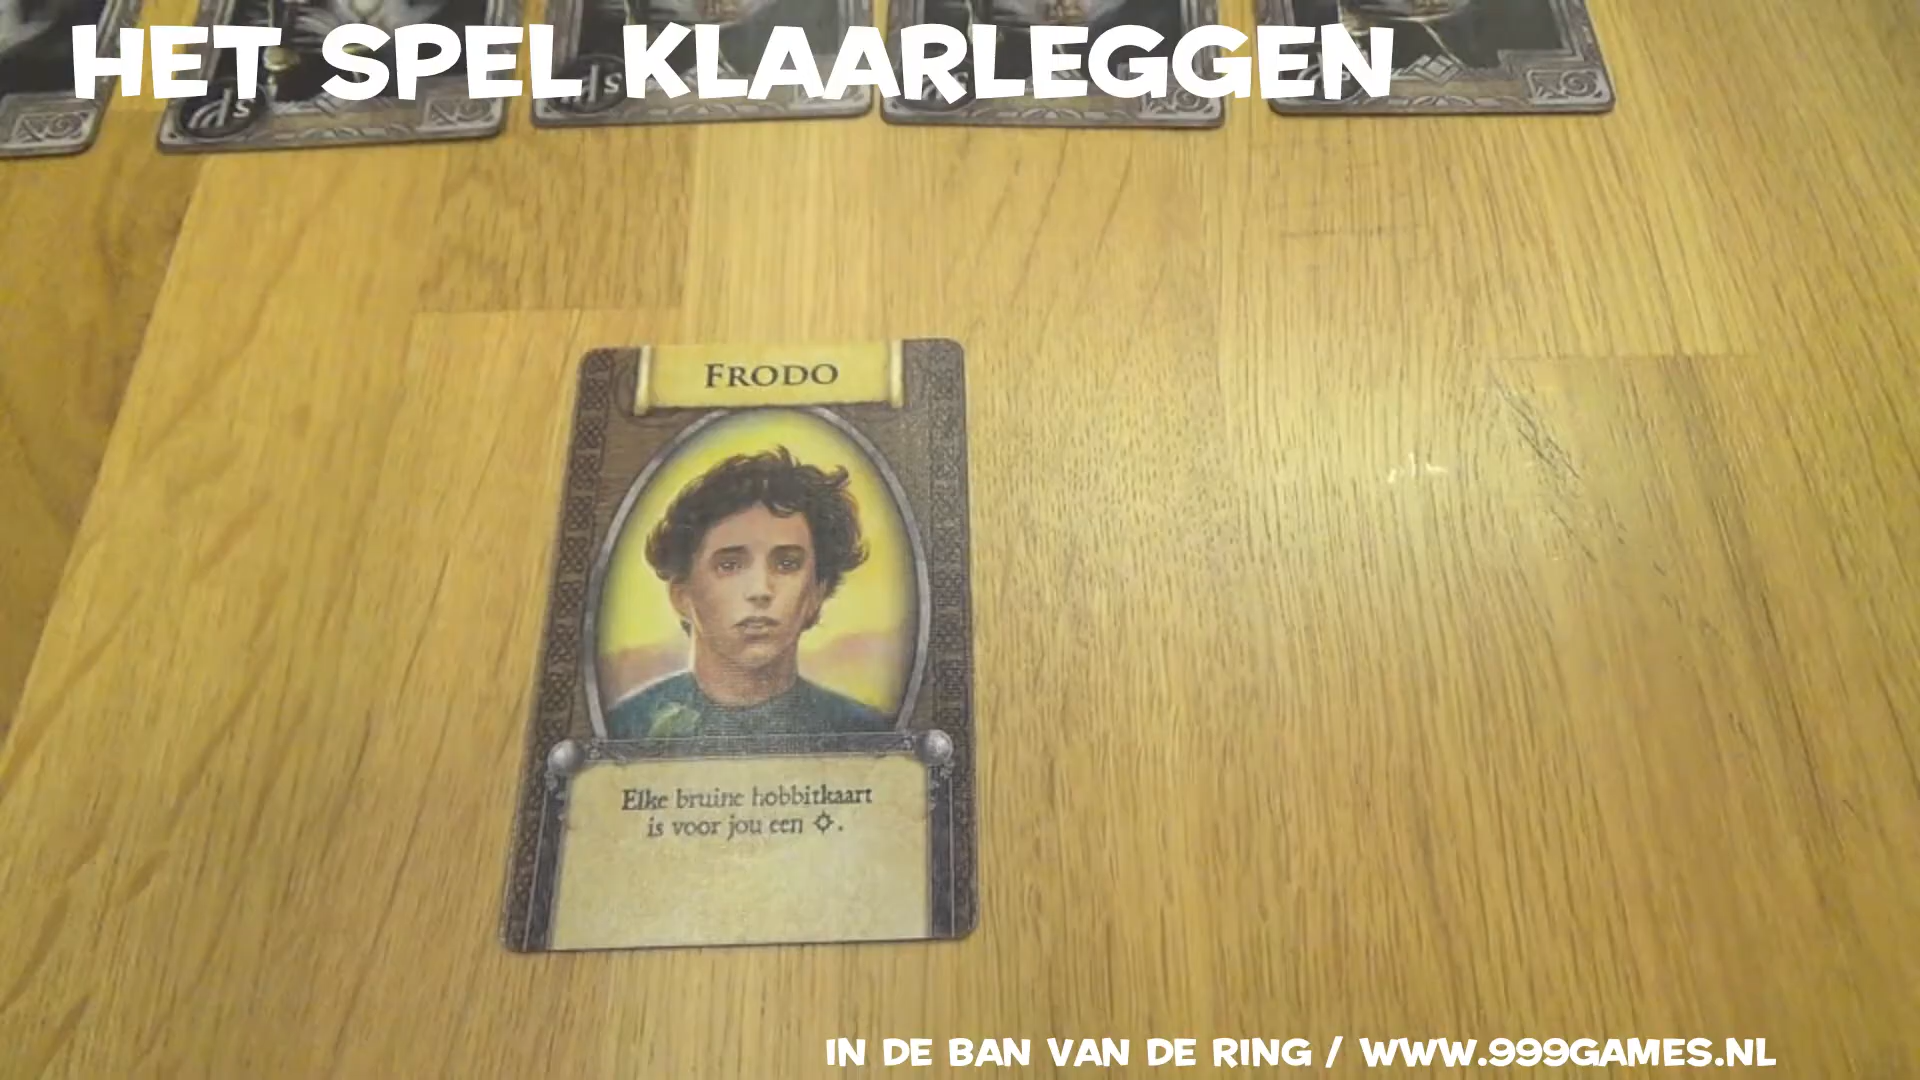 HET SPEL KLAARLEGGEN
FRODO
Elke bruine hobbitkaart
is voor jou een .
IN DE BAN VAN DE RING / WWW.999GAMES.NL